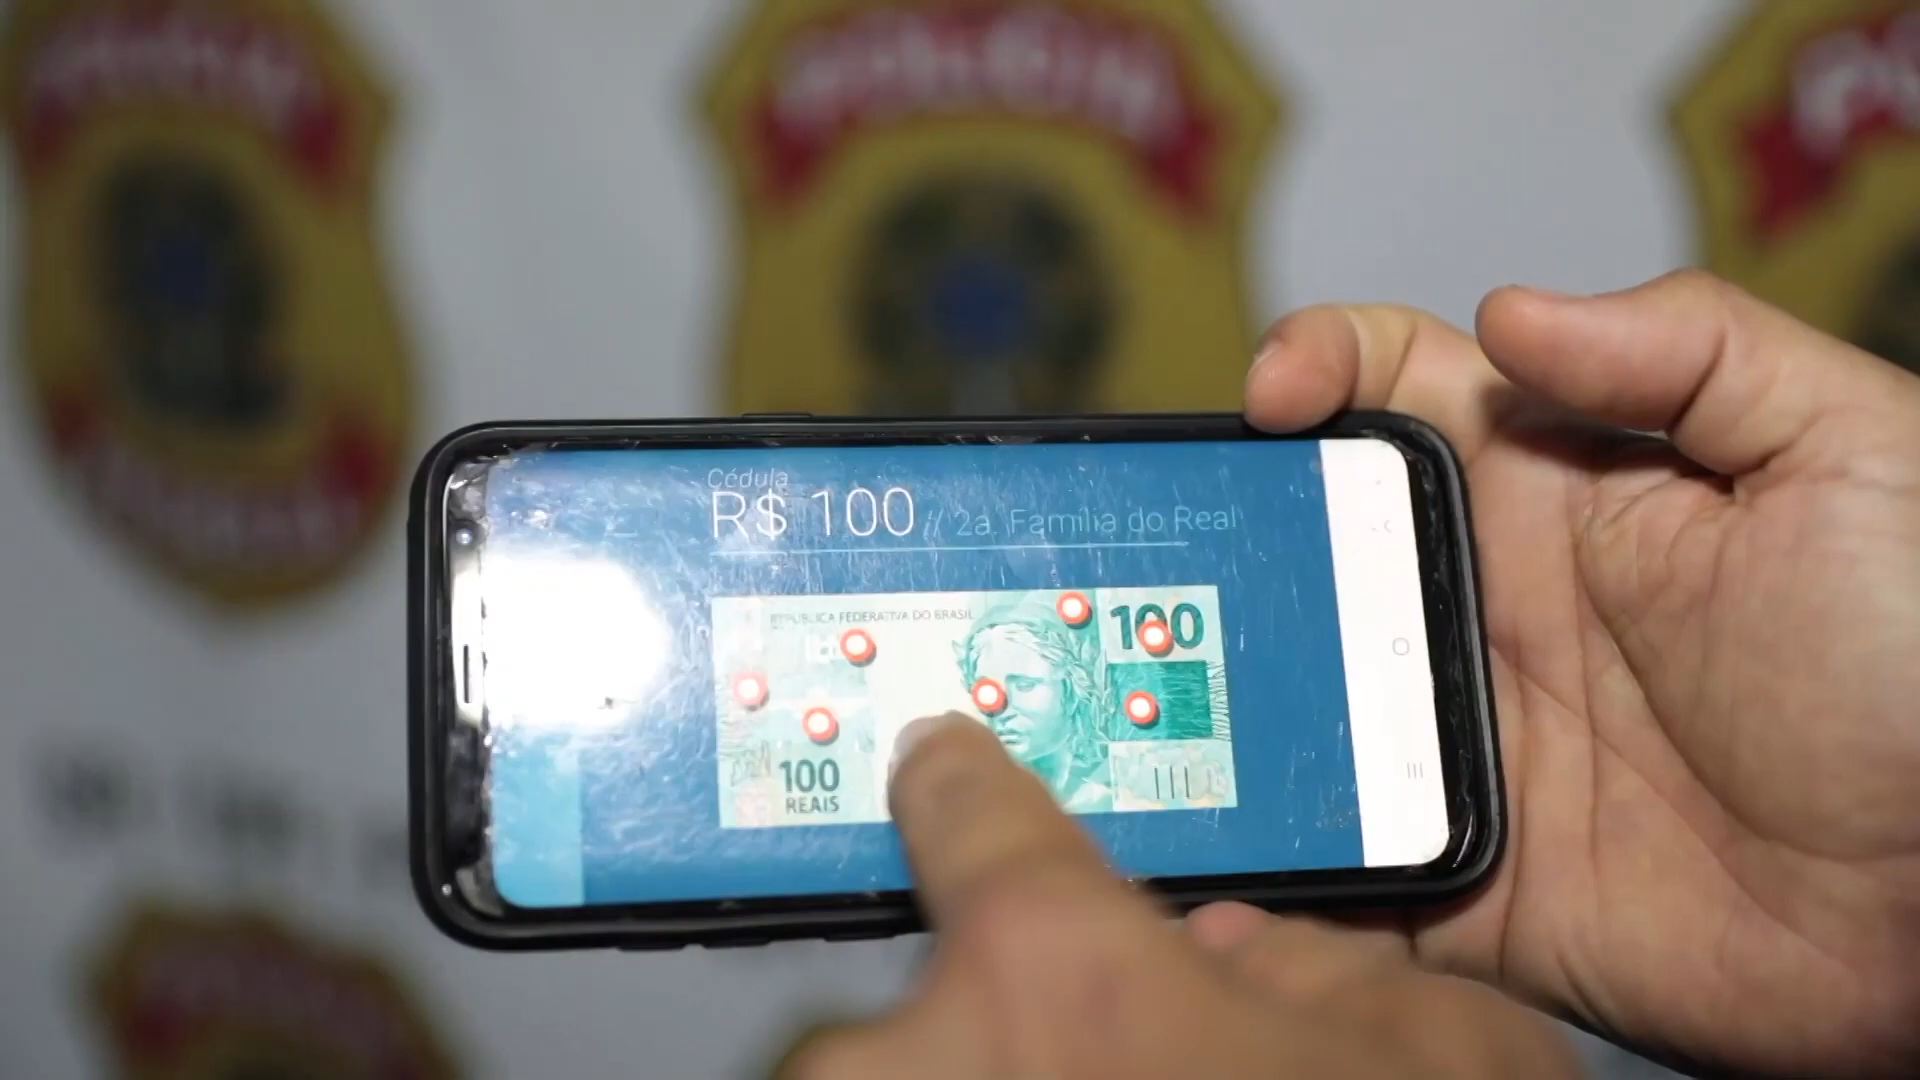 Cédula
R$ 100 // 2a. Família do Real
REPÚBLICA FEDERATIVA DO BRASIL
100
100
REAIS